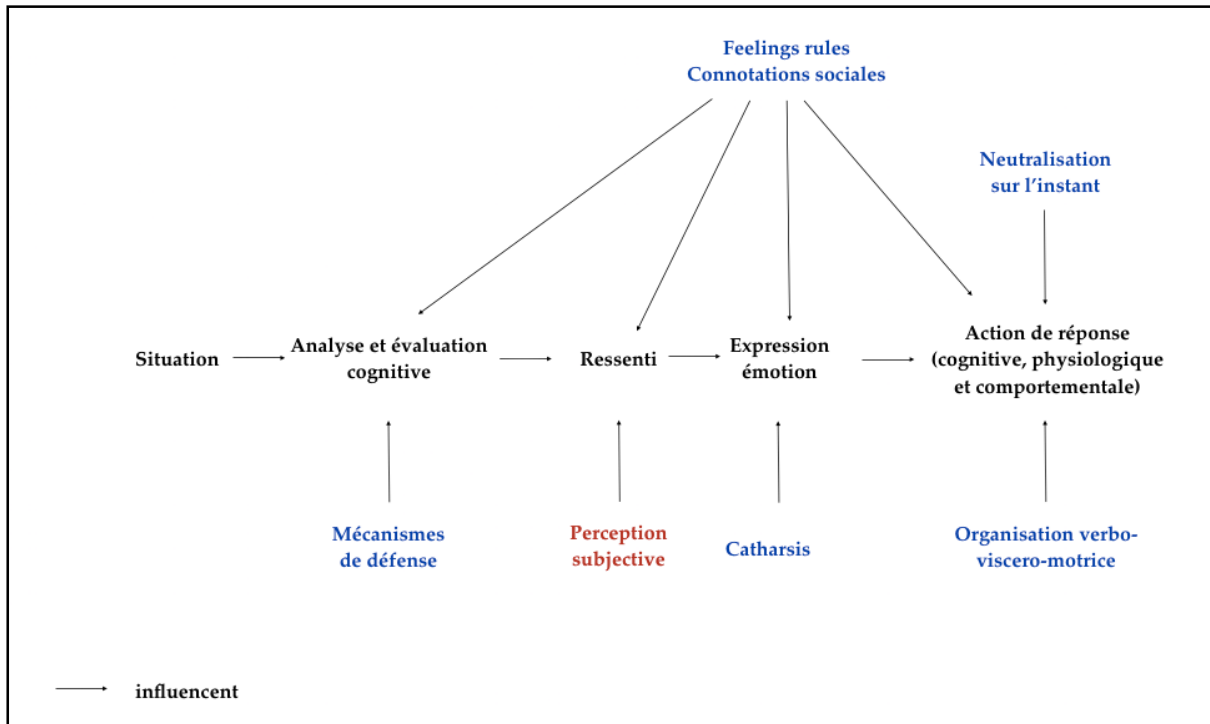 Feelings rules
Connotations sociales
Neutralisation
sur l’instant
Situation
Analyse et évaluation
cognitive
Ressenti
Expression
émotion
Action de réponse
(cognitive, physiologique
et comportementale)
Mécanismes
de défense
Perception
subjective
Catharsis
Organisation verbo-
viscero-motrice
influencent